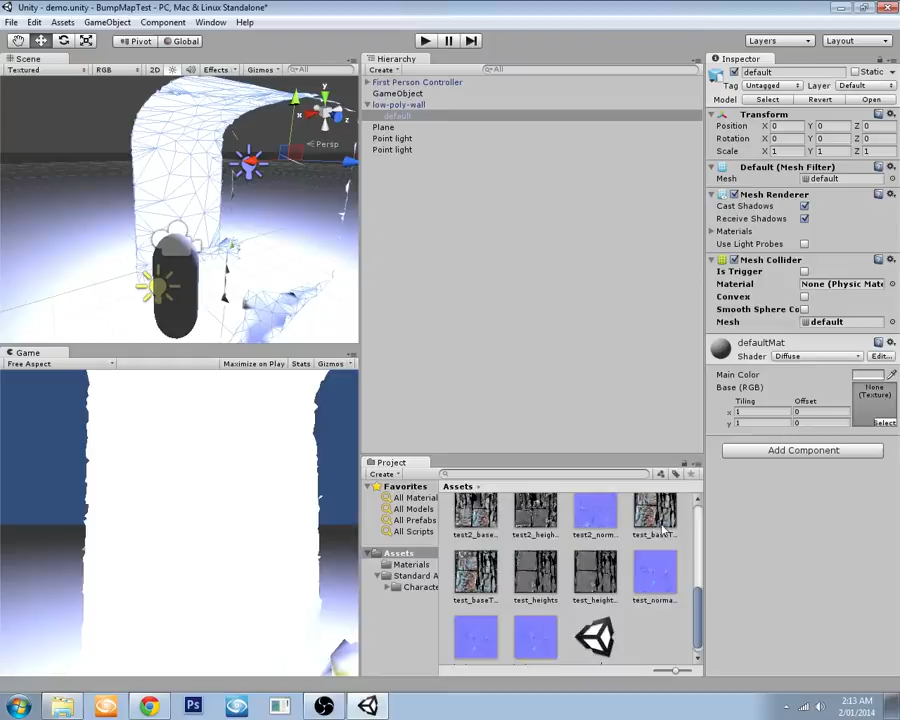 Unity - demo.unity - BumpMapTest - PC, Mac & Linux Standalone*
File Edit Assets GameObject Component Window Help
Pivot Global Layers Layout
Scene
Textured RGB 2D Effects Gizmos All
y
x
z
Persp
Game
Free Aspect Maximize on Play Stats Gizmos
Hierarchy
Create All
First Person Controller
GameObject
low-poly-wall
default
Plane
Point light
Point light
Project
Create
Favorites
All Material
All Models
All Prefabs
All Scripts
Assets
Materials
Standard A
Characte
Assets
test2_base... test2_heigh... test2_norm... test_baseT...
test_baseT... test_heights test_height... test_norma...
Inspector
default Static
Tag Untagged Layer Default
Model Select Revert Open
Transform
Position X 0 Y 0 Z 0
Rotation X 0 Y 0 Z 0
Scale X 1 Y 1 Z 1
Default (Mesh Filter)
Mesh default
Mesh Renderer
Cast Shadows
Receive Shadows
Materials
Use Light Probes
Mesh Collider
Is Trigger
Material None (Physic Mate
Convex
Smooth Sphere Co
Mesh default
defaultMat
Shader Diffuse Edit...
Main Color
Base (RGB)
None
(Texture)
Tiling Offset
x 1 0
y 1 0
Select
Add Component
Ps
2:13 AM
2/01/2014